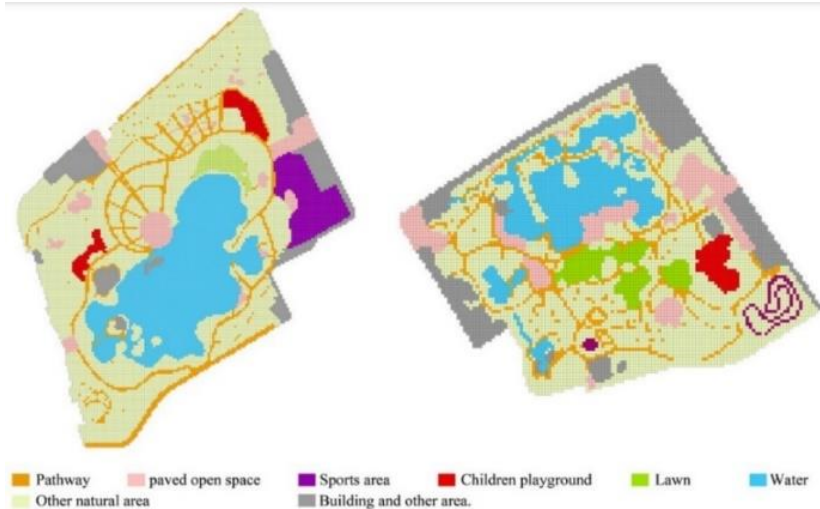 Pathway paved open space Sports area Children playground Lawn Water
Other natural area Building and other area.